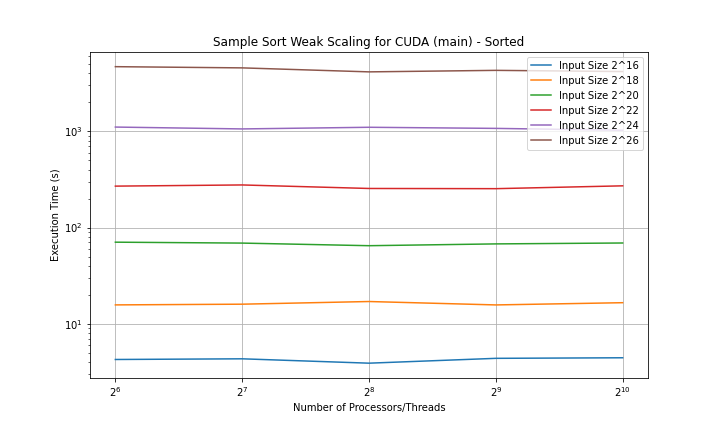 Sample Sort Weak Scaling for CUDA (main) - Sorted
Execution Time (s)
10³
10²
10¹
Input Size 2^16
Input Size 2^18
Input Size 2^20
Input Size 2^22
Input Size 2^24
Input Size 2^26
2⁶ 2⁷ 2⁸ 2⁹ 2¹⁰
Number of Processors/Threads